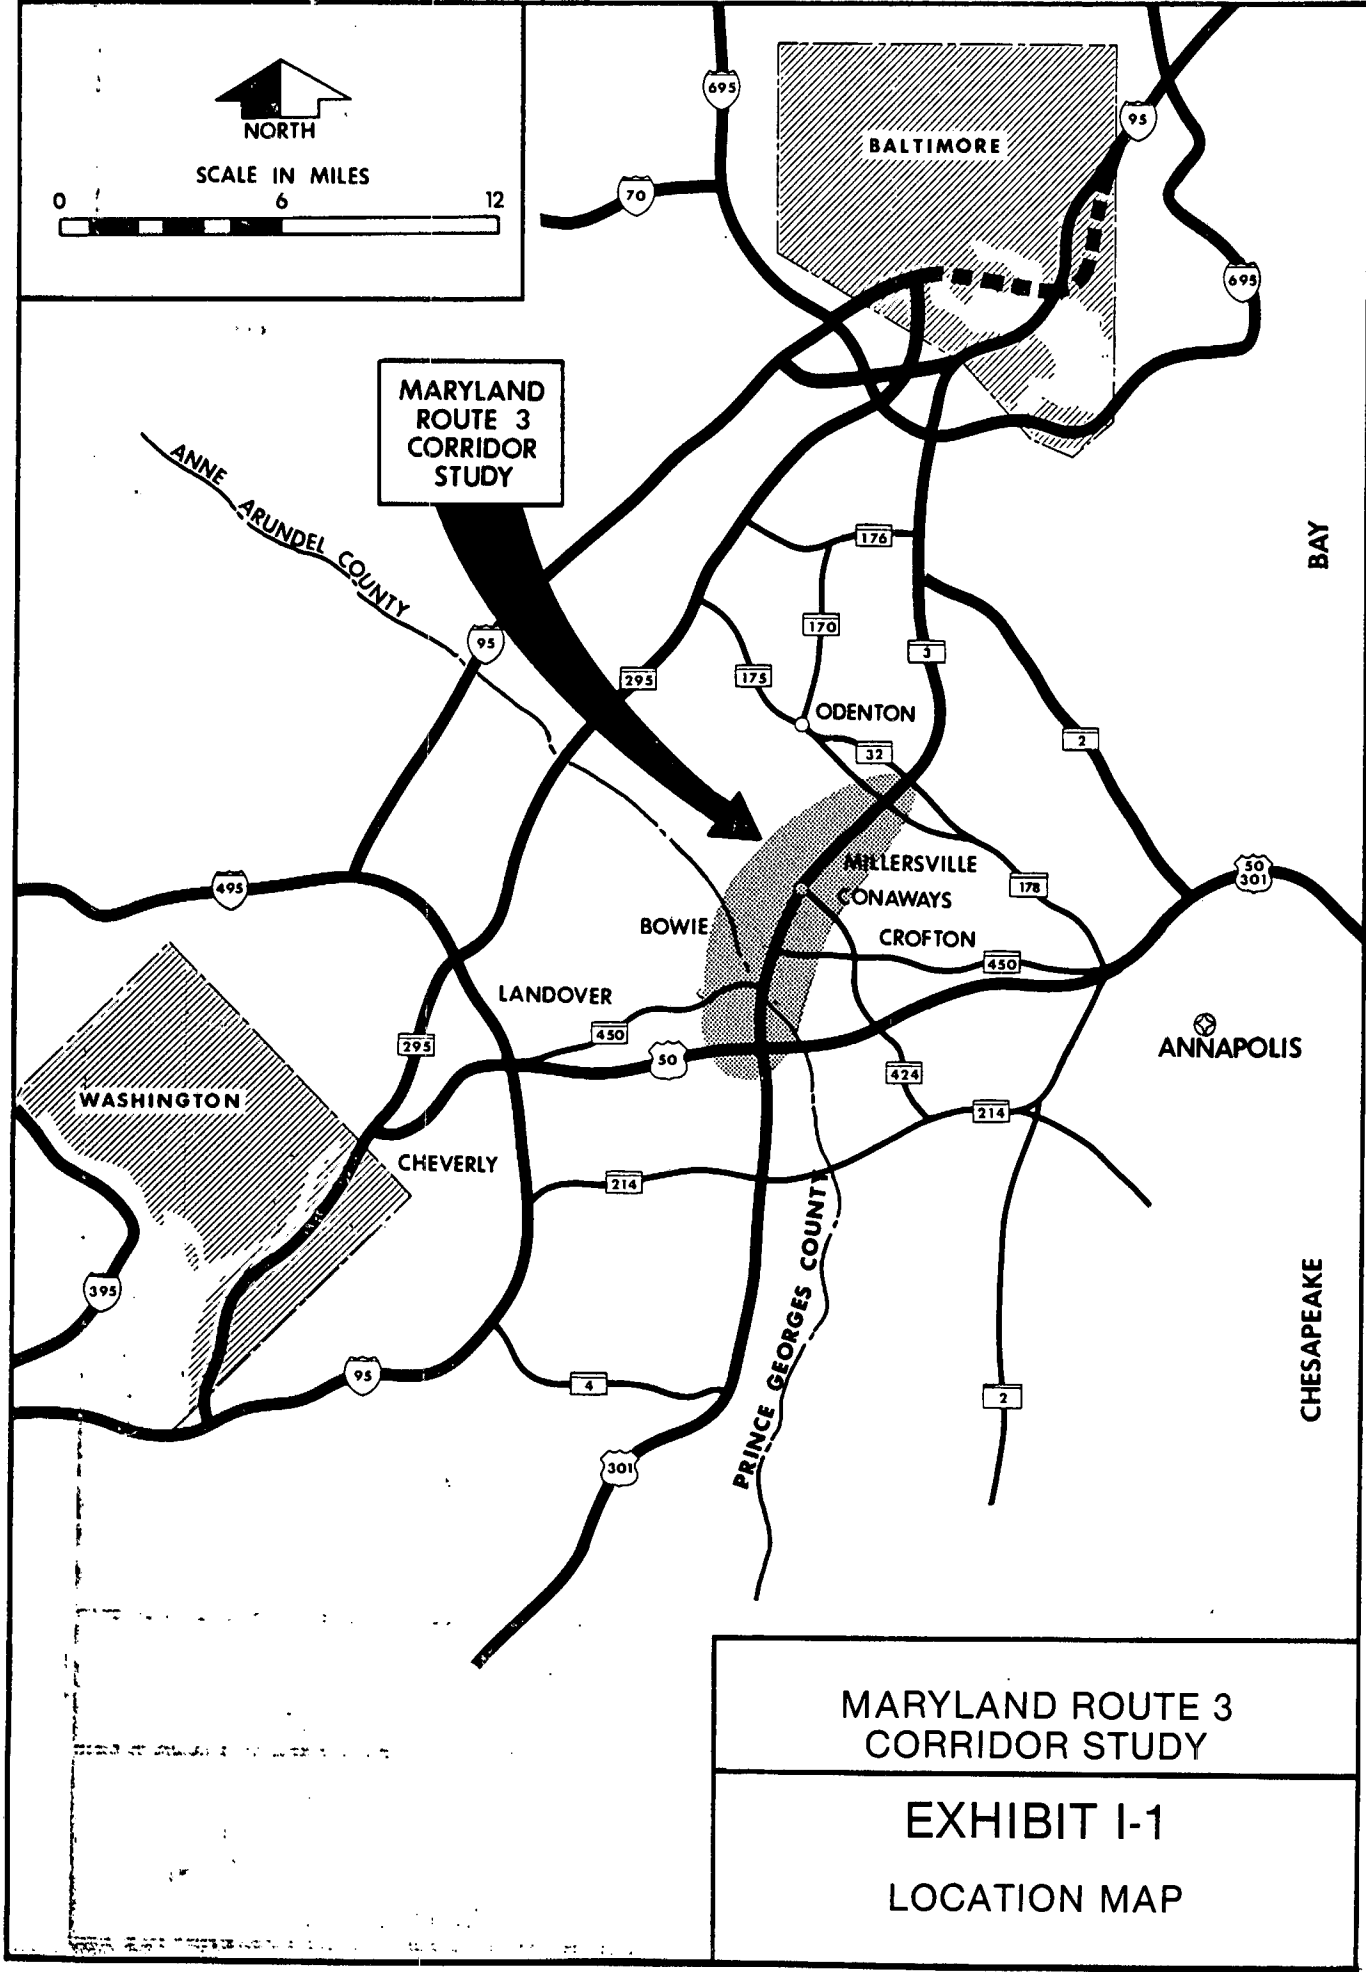 NORTH
SCALE IN MILES
0 6 12
695
BALTIMORE
95
70
695
MARYLAND
ROUTE 3
CORRIDOR
STUDY
ANNE ARUNDEL COUNTY
BAY
176
170
95
3
295
175
ODENTON
2
32
MILLERSVILLE
50
301
495
178
CONAWAYS
BOWIE
CROFTON
450
LANDOVER
450
295
50
ANNAPOLIS
424
WASHINGTON
214
CHEVERLY
214
PRINCE GEORGES COUNTY
395
CHESAPEAKE
95
4
2
301
MARYLAND ROUTE 3
CORRIDOR STUDY
EXHIBIT I-1
LOCATION MAP